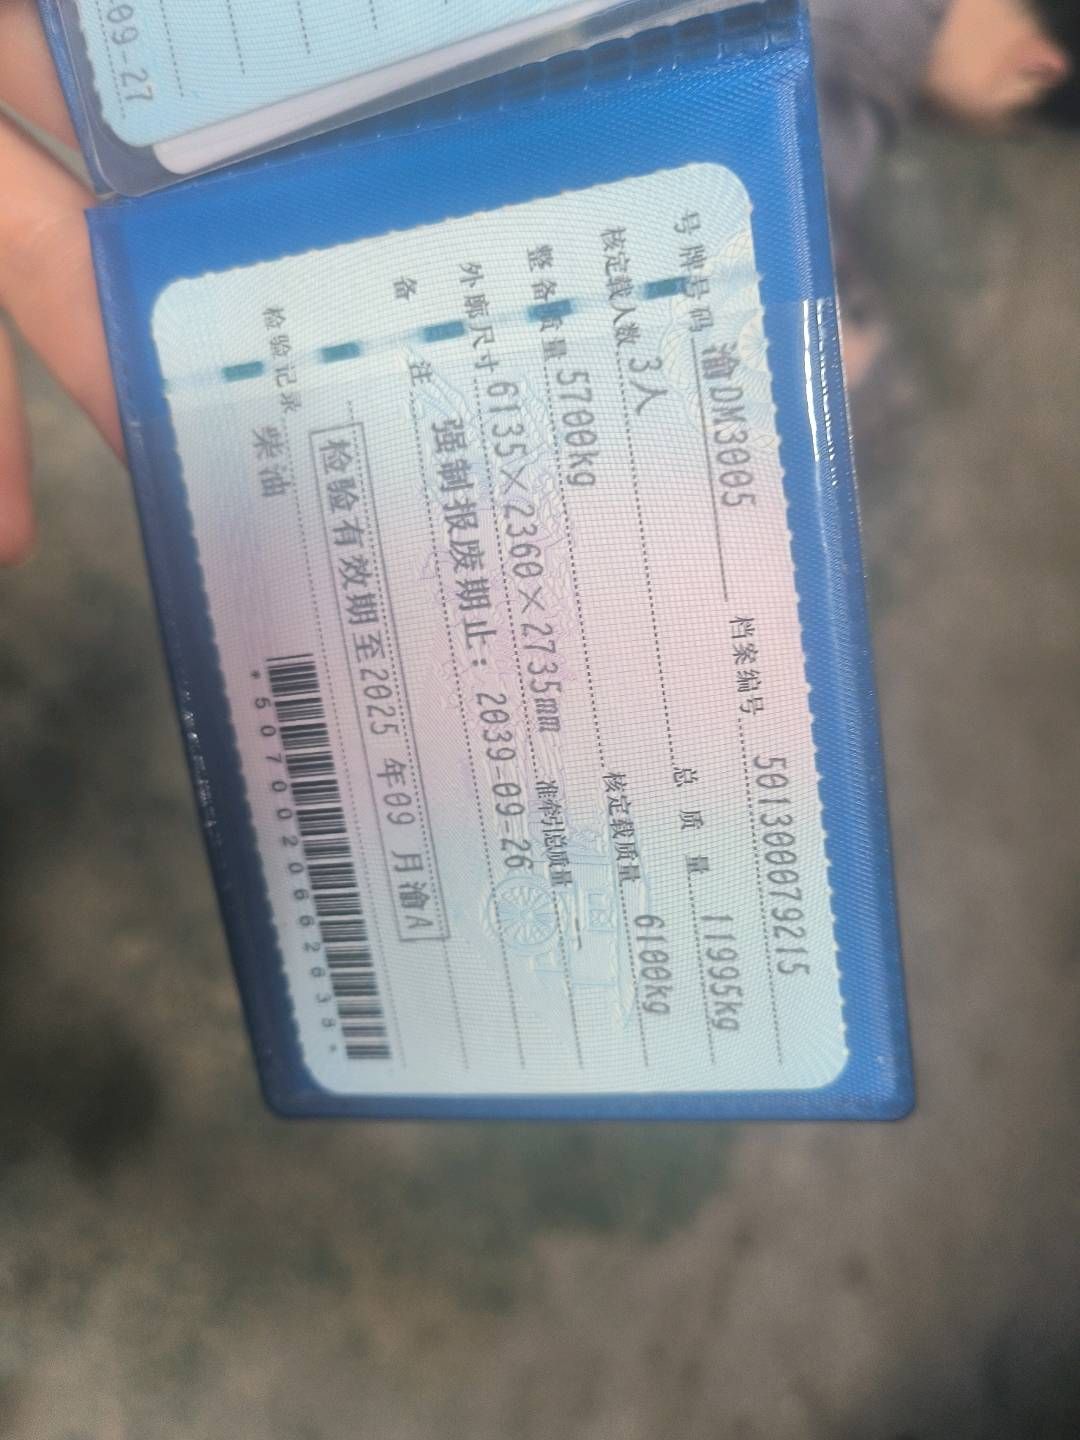 09-27
号牌号码 渝DM3005 档案编号 501300079215
核定载人数 3人 总质量 11995kg
整备质量 5700kg 核定载质量 6100kg
外廓尺寸 6135×2360×2735mm 准牵引总质量 —
备注 强制报废期止：2039-09-26
检验有效期至2025年09月渝A
检验记录 柴油
*5070020662638*